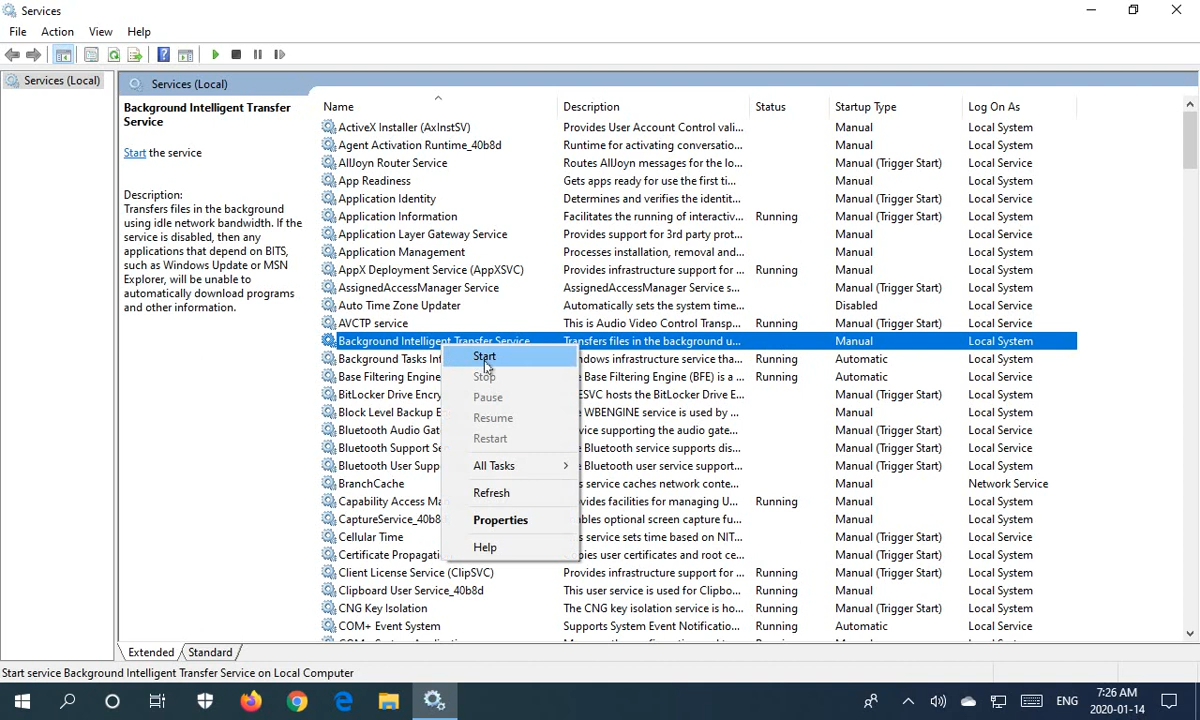 Services
File Action View Help
Services (Local)
Services (Local)
Background Intelligent Transfer
Service
Start the service
Description:
Transfers files in the background
using idle network bandwidth. If the
service is disabled, then any
applications that depend on BITS,
such as Windows Update or MSN
Explorer, will be unable to
automatically download programs
and other information.
Name Description Status Startup Type Log On As
ActiveX Installer (AxInstSV) Provides User Account Control vali... Manual Local System
Agent Activation Runtime_40b8d Runtime for activating conversatio... Manual Local System
AllJoyn Router Service Routes AllJoyn messages for the lo... Manual (Trigger Start) Local Service
App Readiness Gets apps ready for use the first ti... Manual Local System
Application Identity Determines and verifies the identit... Manual (Trigger Start) Local Service
Application Information Facilitates the running of interactiv... Running Manual (Trigger Start) Local System
Application Layer Gateway Service Provides support for 3rd party prot... Manual Local Service
Application Management Processes installation, removal and... Manual Local System
AppX Deployment Service (AppXSVC) Provides infrastructure support for ... Running Manual (Trigger Start) Local System
AssignedAccessManager Service AssignedAccessManager Service s... Manual (Trigger Start) Local System
Auto Time Zone Updater Automatically sets the system time... Disabled Local Service
AVCTP service This is Audio Video Control Transp... Running Manual (Trigger Start) Local Service
Background Intelligent Transfer Service Transfers files in the background u... Manual Local System
Background Tasks Inf indows infrastructure service tha... Running Automatic Local System
Base Filtering Engine Base Filtering Engine (BFE) is a ... Running Automatic Local Service
BitLocker Drive Encry ESVC hosts the BitLocker Drive E... Manual (Trigger Start) Local System
Block Level Backup E WBENGINE service is used by ... Manual Local System
Bluetooth Audio Gate vice supporting the audio gate... Manual (Trigger Start) Local Service
Bluetooth Support Se Bluetooth service supports dis... Manual (Trigger Start) Local Service
Bluetooth User Supp Bluetooth user service support... Manual (Trigger Start) Local System
BranchCache service caches network conte... Manual Network Service
Capability Access Ma vides facilities for managing U... Running Manual Local System
CaptureService_40b8 ables optional screen capture fu... Manual Local System
Cellular Time service sets time based on NIT... Manual (Trigger Start) Local Service
Certificate Propagati opies user certificates and root ce... Manual (Trigger Start) Local System
Client License Service (ClipSVC) Provides infrastructure support for ... Running Manual (Trigger Start) Local System
Clipboard User Service_40b8d This user service is used for Clipbo... Running Manual Local System
CNG Key Isolation The CNG key isolation service is ho... Running Manual (Trigger Start) Local System
COM+ Event System Supports System Event Notificatio... Running Automatic Local Service
Start
Stop
Pause
Resume
Restart
All Tasks
Refresh
Properties
Help
Extended Standard
Start service Background Intelligent Transfer Service on Local Computer
ENG
7:26 AM
2020-01-14